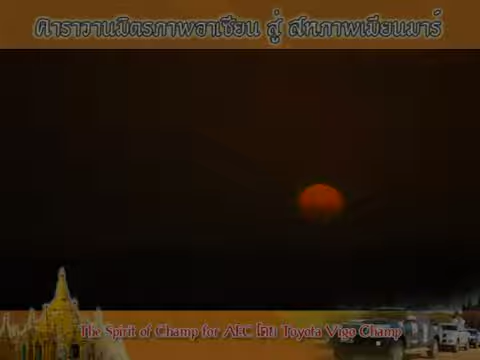 คาราวานมิตรภาพอาเซียน สู่ สหภาพเมียนมาร์
The Spirit of Champ for AEC โดย Toyota Vigo Champ